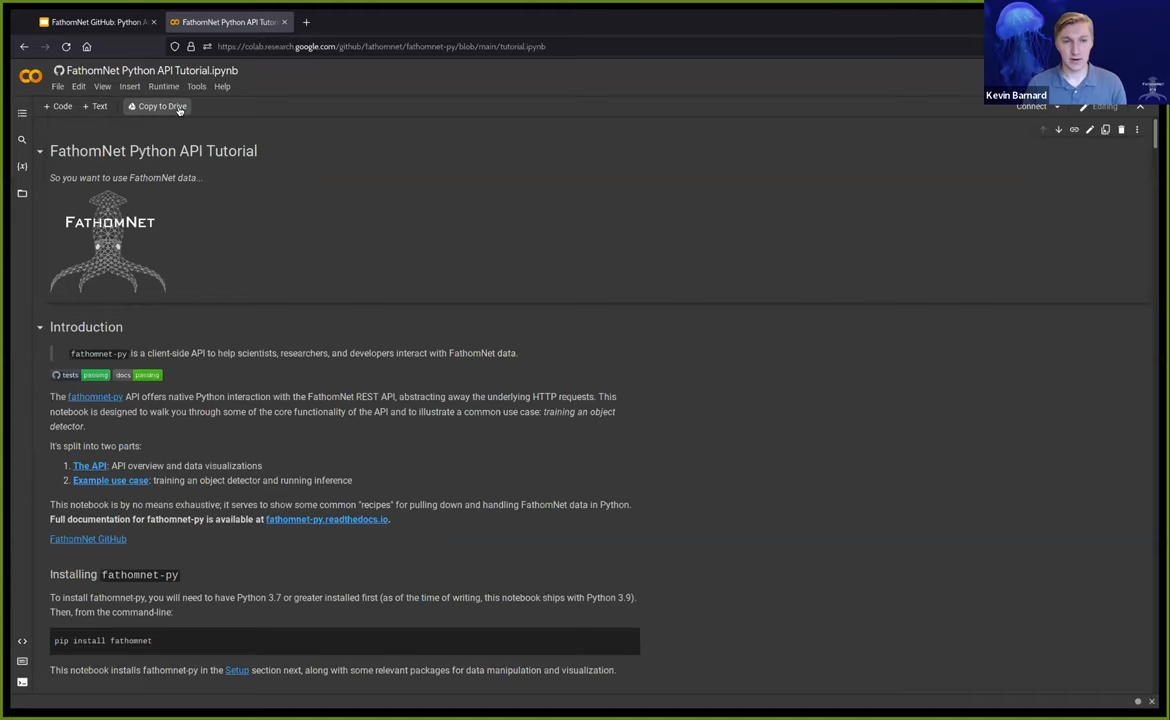 FathomNet GitHub: Python A
FathomNet Python API Tutor
https://colab.research.google.com/github/fathomnet/fathomnet-py/blob/main/tutorial.ipynb
FathomNet Python API Tutorial.ipynb
File Edit View Insert Runtime Tools Help
+ Code + Text Copy to Drive
Kevin Barnard
Connect Editing
FathomNet Python API Tutorial
So you want to use FathomNet data...
FATHOMNET
Introduction
fathomnet-py is a client-side API to help scientists, researchers, and developers interact with FathomNet data.
tests passing docs passing
The fathomnet-py API offers native Python interaction with the FathomNet REST API, abstracting away the underlying HTTP requests. This
notebook is designed to walk you through some of the core functionality of the API and to illustrate a common use case: training an object
detector.
It's split into two parts:
1. The API: API overview and data visualizations
2. Example use case: training an object detector and running inference
This notebook is by no means exhaustive; it serves to show some common "recipes" for pulling down and handling FathomNet data in Python.
Full documentation for fathomnet-py is available at fathomnet-py.readthedocs.io.
FathomNet GitHub
Installing fathomnet-py
To install fathomnet-py, you will need to have Python 3.7 or greater installed first (as of the time of writing, this notebook ships with Python 3.9).
Then, from the command-line:
pip install fathomnet
This notebook installs fathomnet-py in the Setup section next, along with some relevant packages for data manipulation and visualization.